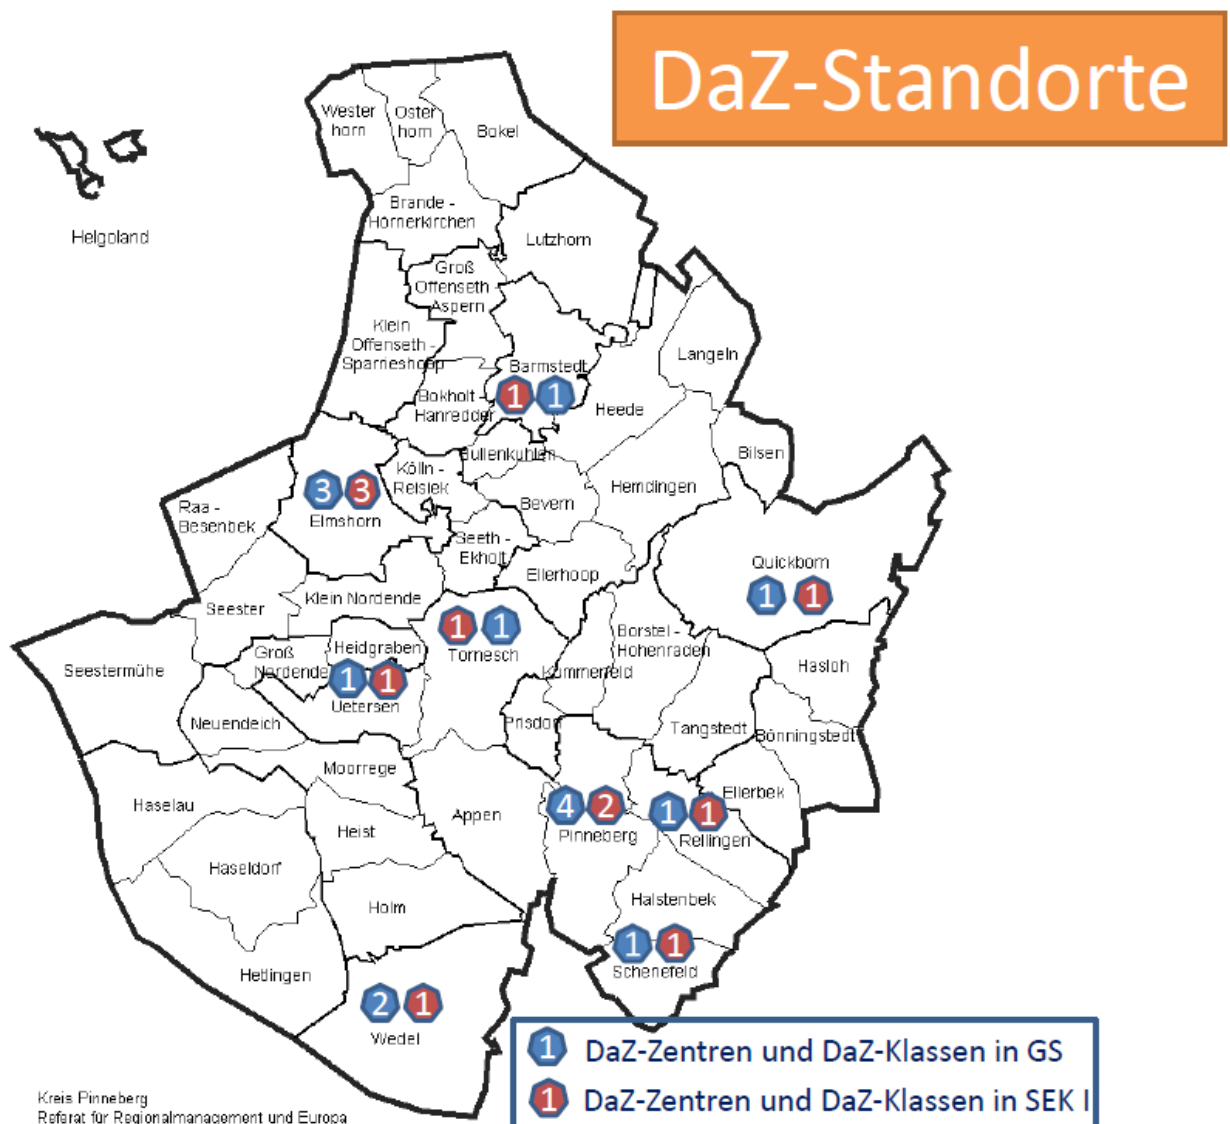 DaZ-Standorte
Wester
horn
Oster
horn
Bokel
Helgoland
Brande -
Hörnerkirchen
Lutzhorn
Groß
Offenseth -
Aspern
Klein
Offenseth -
Sparrieshoop
Langeln
Barmstedt
1 1
Bokholt -
Hanredder
Heede
Bullenkuhlen
Bilsen
Kölln -
Reisiek
3 3
Elmshorn
Raa -
Besenbek
Bevern
Hemdingen
Seeth -
Ekholt
Ellerhoop
Quickborn
1 1
Seester
Klein Nordende
1 1
Tornesch
Borstel -
Hohenraden
Heidgraben
Groß
Nordende
Seestermühe
Kummerfeld
Hasloh
1 1
Uetersen
Neuendeich
Prisdorf
Tangstedt
Bönningstedt
Moorrege
Haselau
Appen
Heist
4 2
Pinneberg
1 1
Rellingen
Ellerbek
Haseldorf
Holm
Halstenbek
1 1
Schenefeld
Hetlingen
2 1
Wedel
1 DaZ-Zentren und DaZ-Klassen in GS
1 DaZ-Zentren und DaZ-Klassen in SEK I
Kreis Pinneberg
Referat für Regionalmanagement und Europa